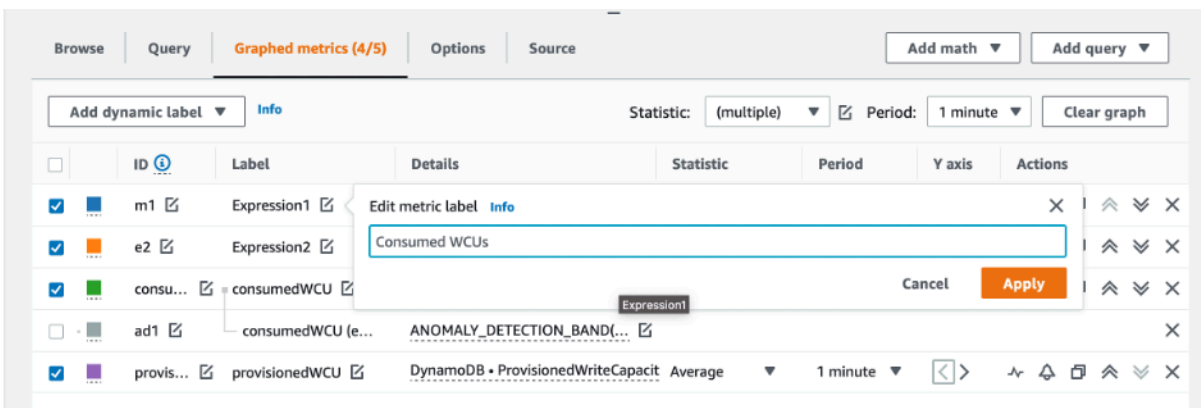 Browse Query Graphed metrics (4/5) Options Source Add math Add query
Add dynamic label Info Statistic: (multiple) Period: 1 minute Clear graph
ID Label Details Statistic Period Y axis Actions
m1 Expression1 Edit metric label Info
Consumed WCUs
e2 Expression2
Cancel Apply
consu... consumedWCU
Expression1
ad1 consumedWCU (e... ANOMALY_DETECTION_BAND(...
provis... provisionedWCU DynamoDB • ProvisionedWriteCapacit Average 1 minute